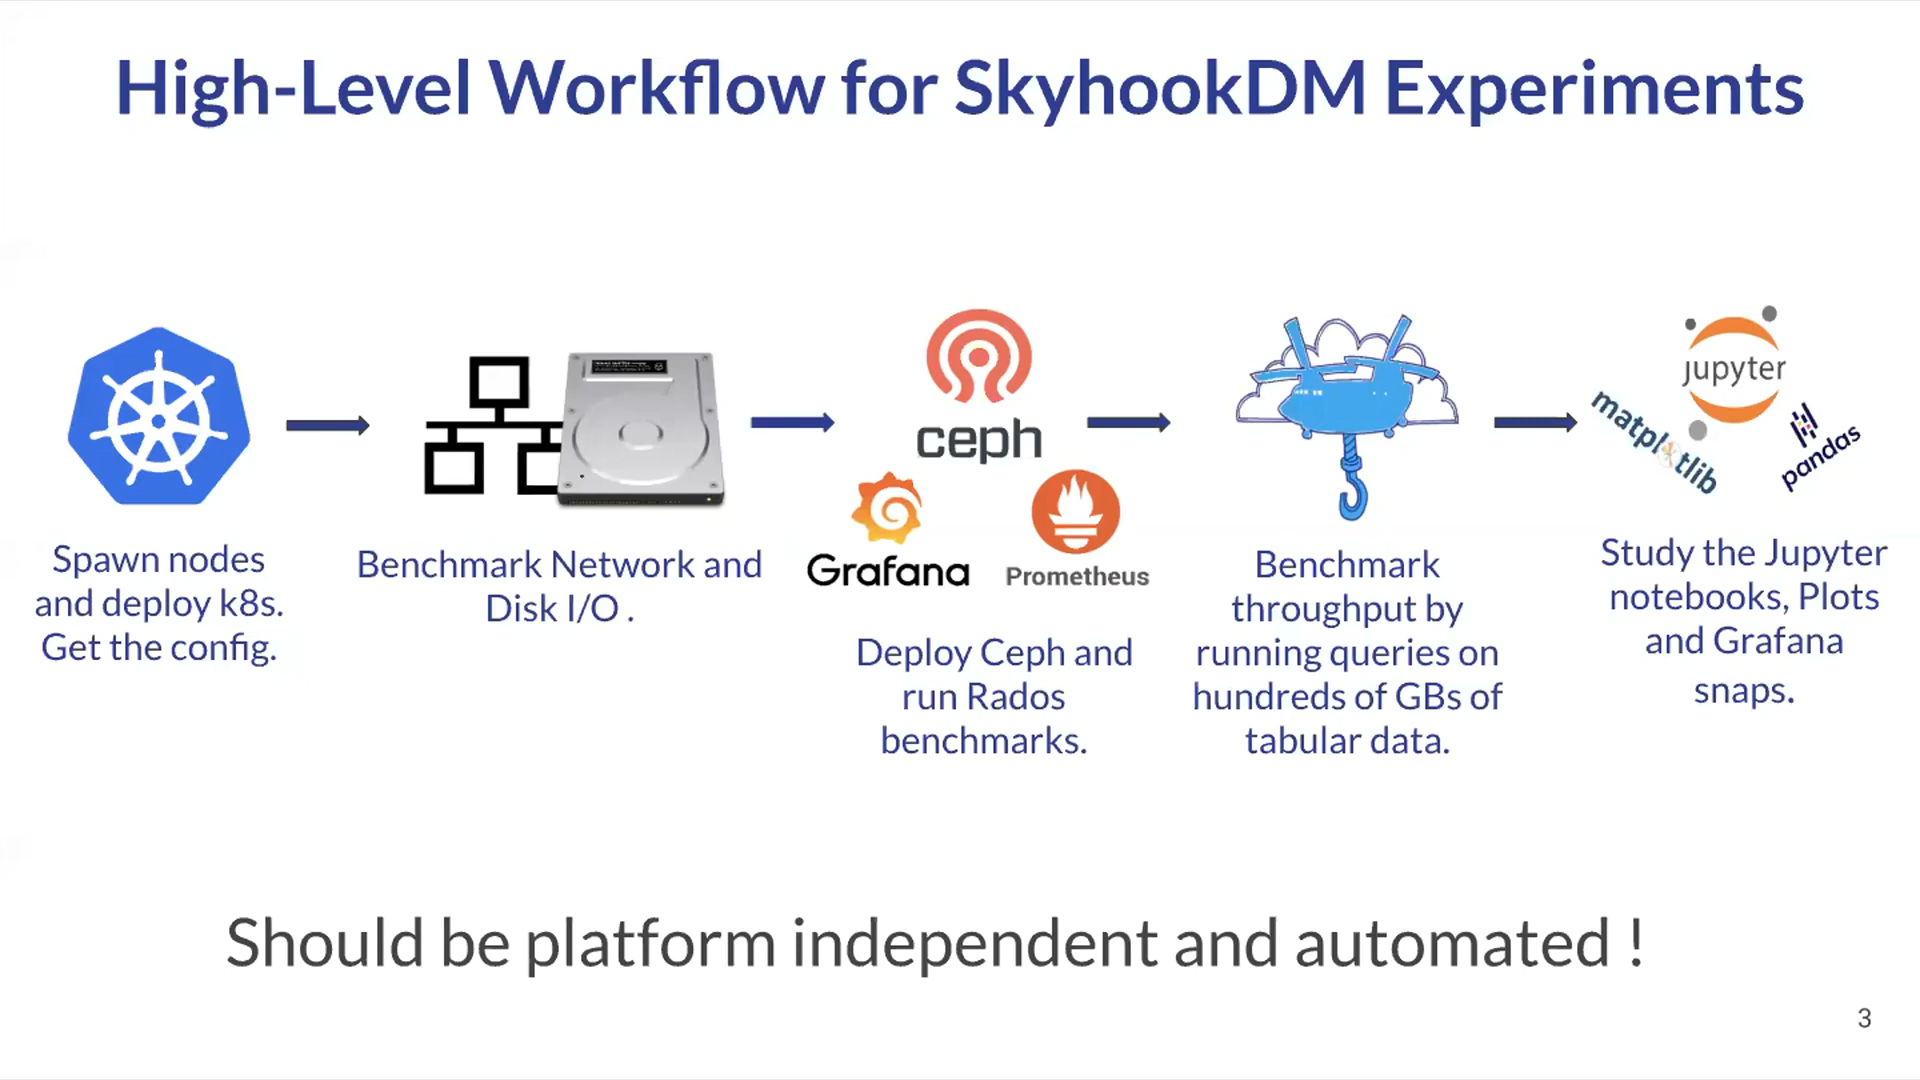 High-Level Workflow for SkyhookDM Experiments
Spawn nodes
and deploy k8s.
Get the config.
Benchmark Network and
Disk I/O .
ceph
Grafana
Prometheus
Deploy Ceph and
run Rados
benchmarks.
Benchmark
throughput by
running queries on
hundreds of GBs of
tabular data.
jupyter
matplotlib
pandas
Study the Jupyter
notebooks, Plots
and Grafana
snaps.
Should be platform independent and automated !
3